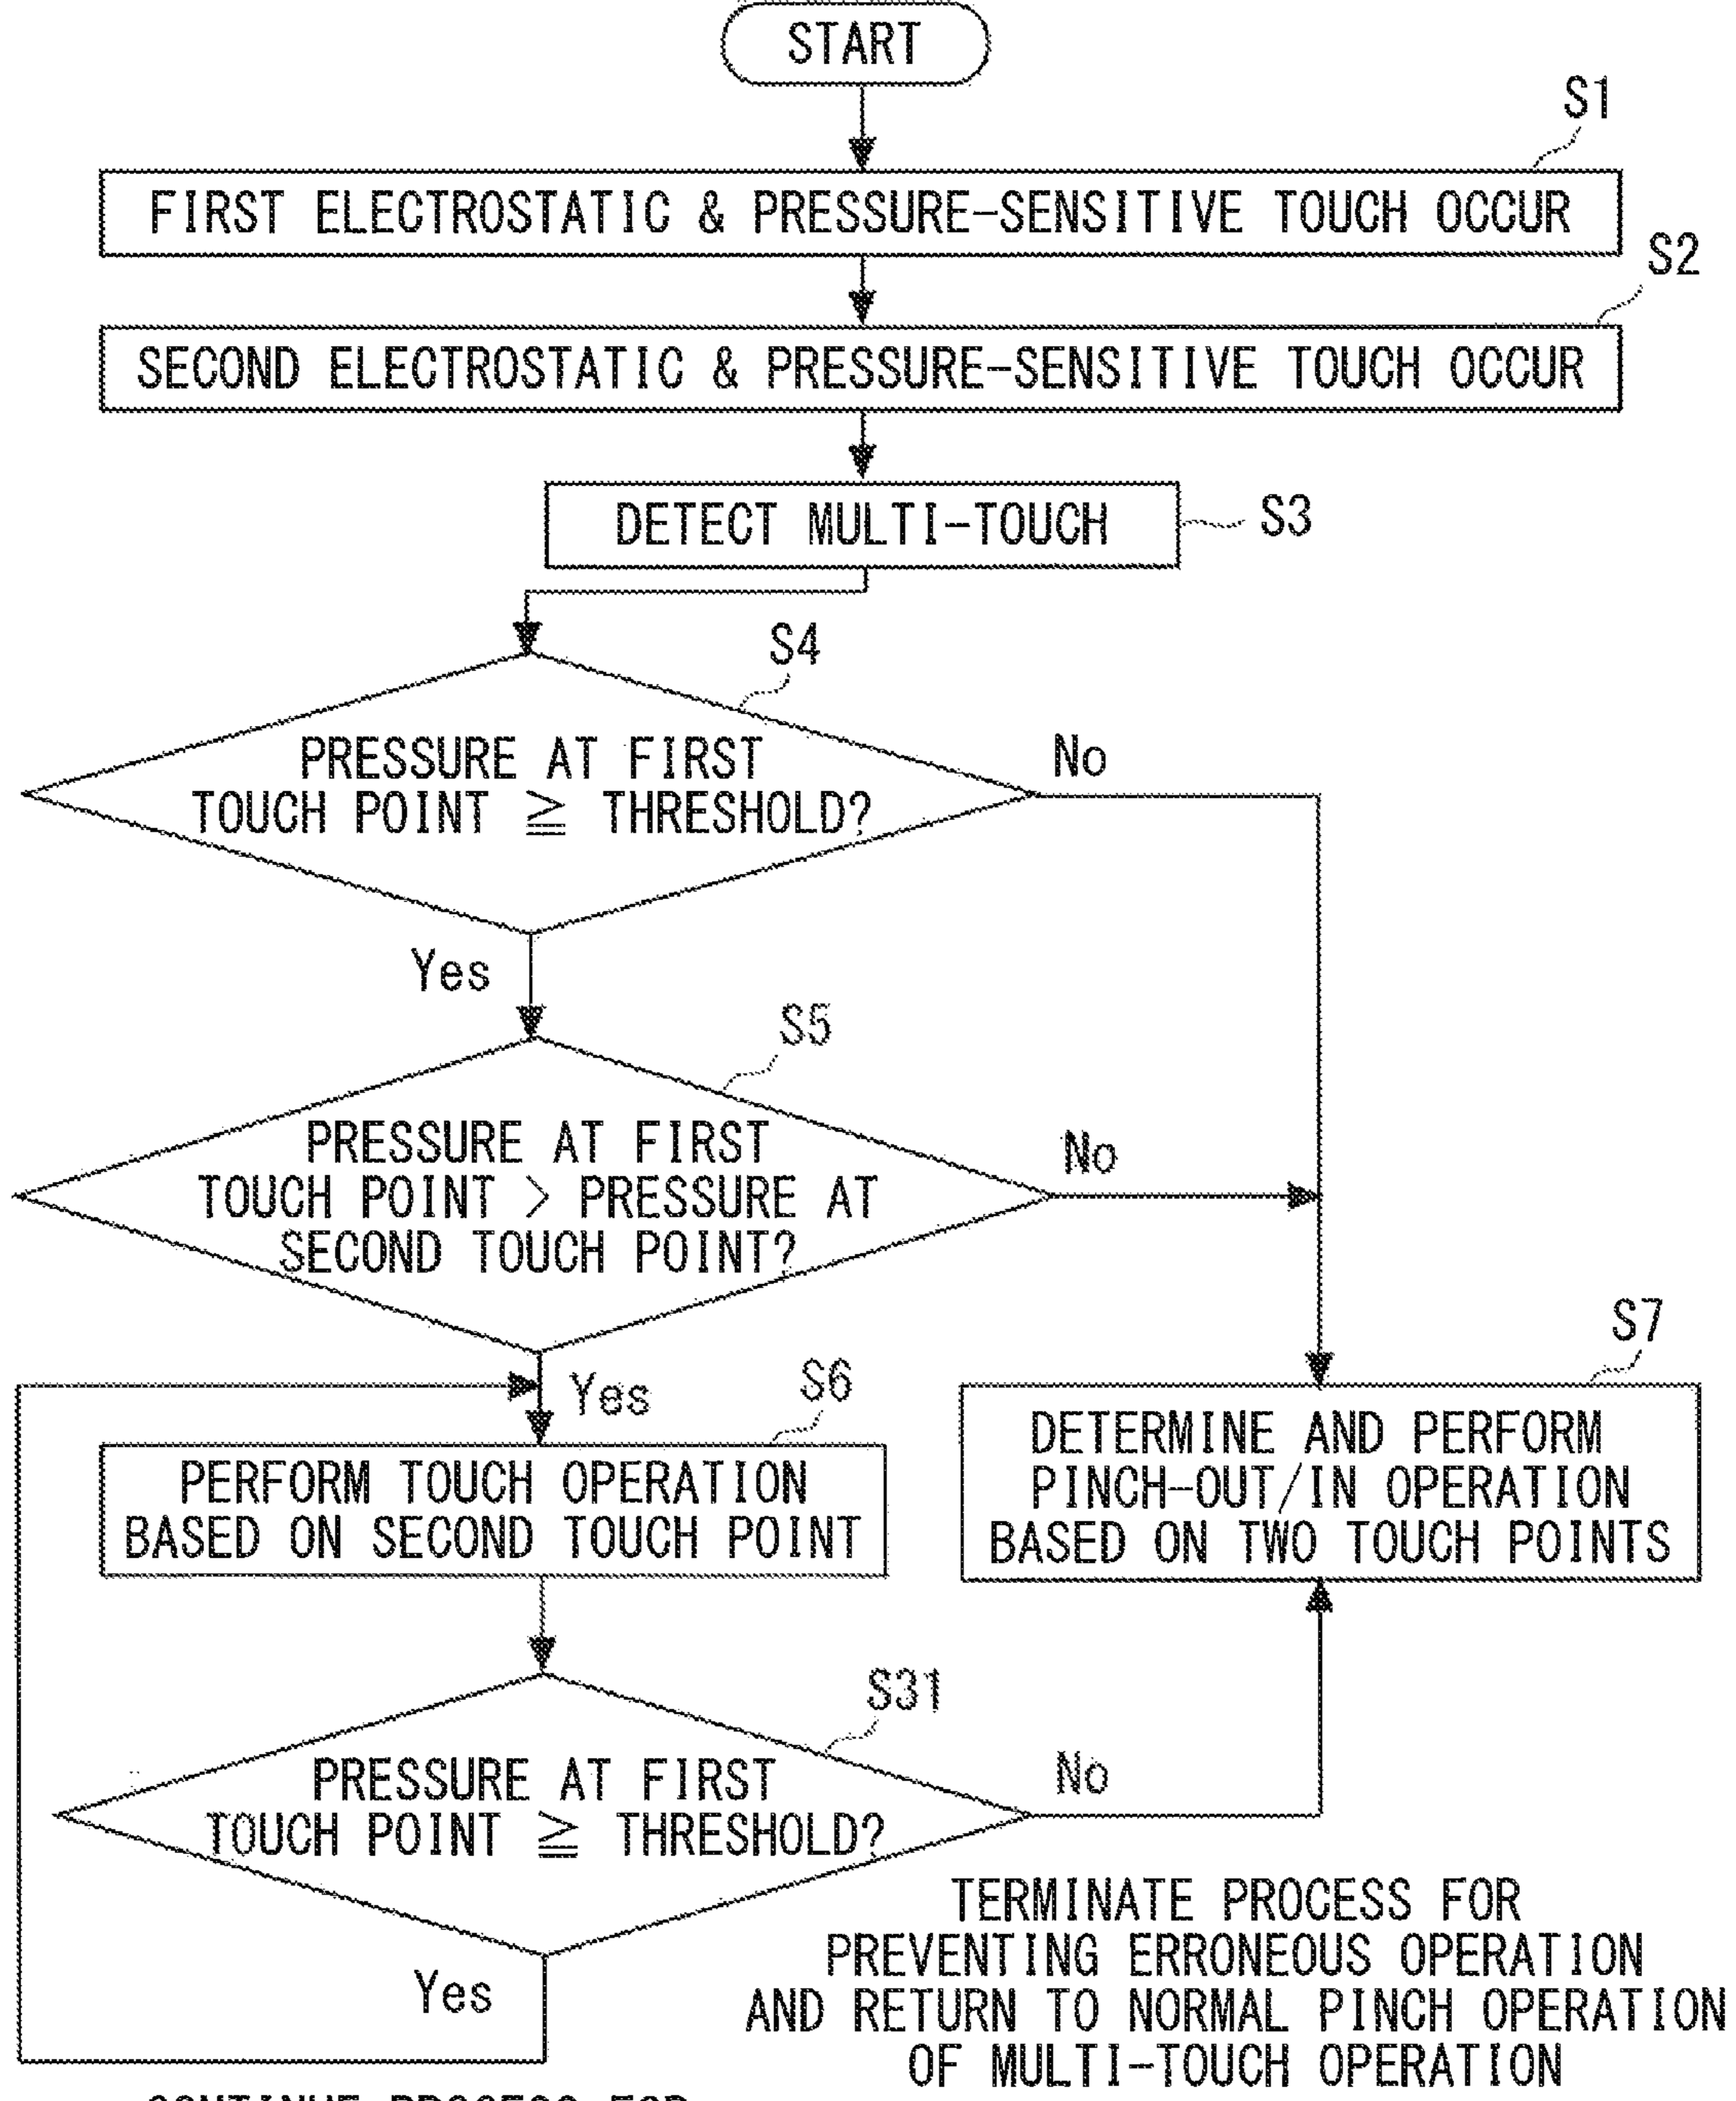 START
S1
FIRST ELECTROSTATIC & PRESSURE-SENSITIVE TOUCH OCCUR
S2
SECOND ELECTROSTATIC & PRESSURE-SENSITIVE TOUCH OCCUR
DETECT MULTI-TOUCH
S3
S4
PRESSURE AT FIRST
TOUCH POINT ≧ THRESHOLD?
No
Yes
S5
PRESSURE AT FIRST
TOUCH POINT > PRESSURE AT
SECOND TOUCH POINT?
No
Yes
S6
PERFORM TOUCH OPERATION
BASED ON SECOND TOUCH POINT
S7
DETERMINE AND PERFORM
PINCH-OUT/IN OPERATION
BASED ON TWO TOUCH POINTS
S31
PRESSURE AT FIRST
TOUCH POINT ≧ THRESHOLD?
No
Yes
TERMINATE PROCESS FOR
PREVENTING ERRONEOUS OPERATION
AND RETURN TO NORMAL PINCH OPERATION
OF MULTI-TOUCH OPERATION
CONTINUE PROCESS FOR